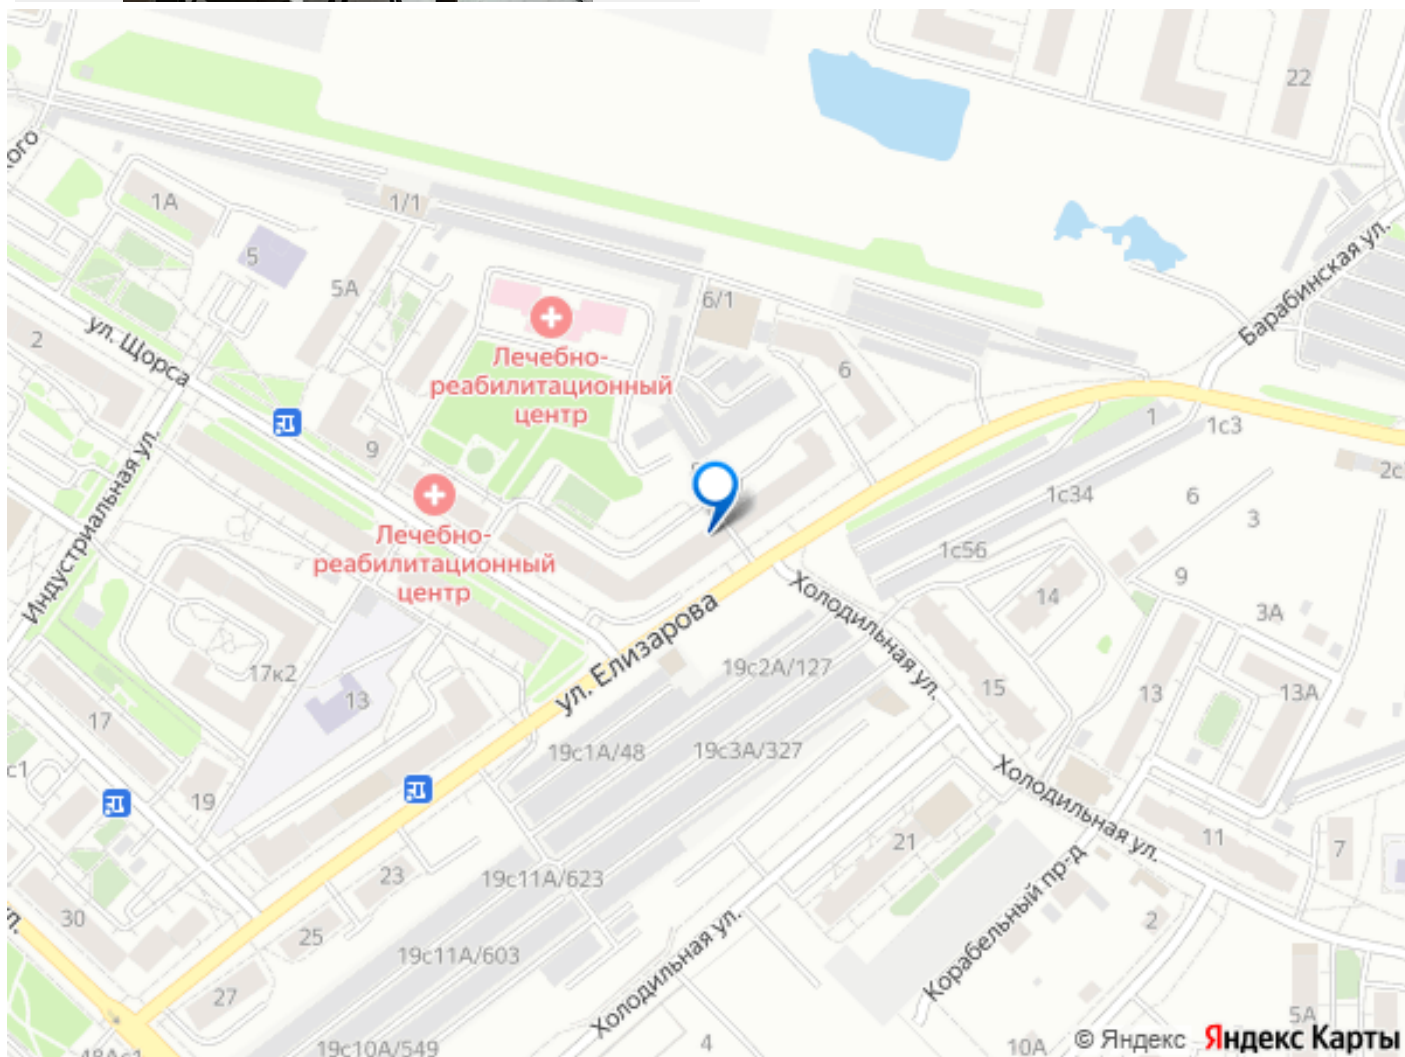 22
1А
1/1
5
5А
6/1
Барабинская ул.
ул. Щорса
2
Лечебно-
реабилитационный
центр
6
9
1
1с3
Индустриальная ул.
Лечебно-
реабилитационный
центр
1с34
6
3
1с56
9
3А
Холодильная ул.
14
ул. Елизарова
19с2А/127
15
13
13А
17к2
13
17
19с1А/48
19с3А/327
Холодильная ул.
19
21
11
7
23
19с11А/623
Корабельный пр-д
30
25
19с11А/603
Холодильная ул.
2
27
4
19с10А/549
10А
5А
© Яндекс Яндекс Карты